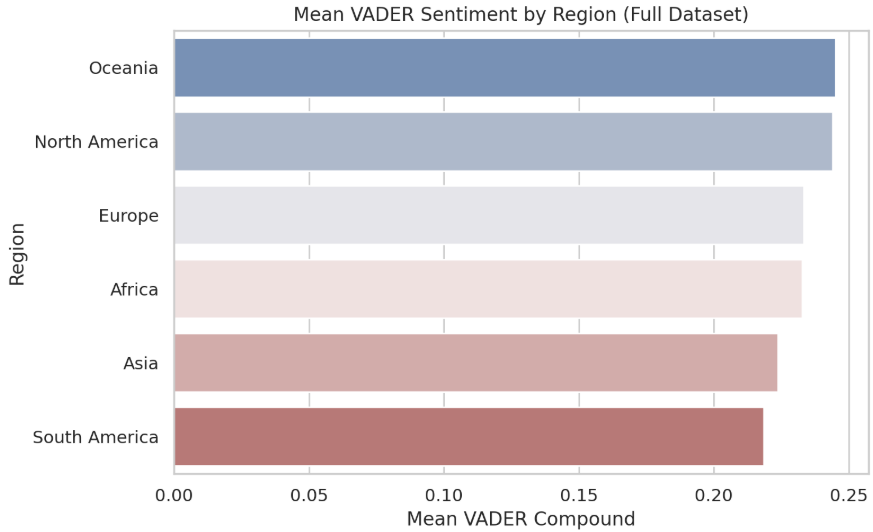 Mean VADER Sentiment by Region (Full Dataset)
Region
Oceania
North America
Europe
Africa
Asia
South America
0.00 0.05 0.10 0.15 0.20 0.25
Mean VADER Compound